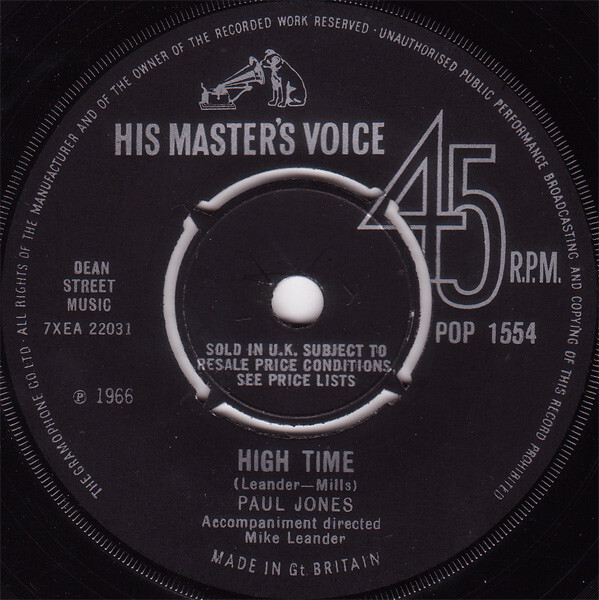 THE GRAMOPHONE CO LTD · ALL RIGHTS OF THE MANUFACTURER AND OF THE OWNER OF THE RECORDED WORK RESERVED · UNAUTHORISED PUBLIC PERFORMANCE BROADCASTING AND COPYING OF THIS RECORD PROHIBITED
HIS MASTER'S VOICE
45
R.P.M.
DEAN
STREET
MUSIC
7XEA 22031
POP 1554
℗ 1966
SOLD IN U.K. SUBJECT TO
RESALE PRICE CONDITIONS,
SEE PRICE LISTS
HIGH TIME
(Leander—Mills)
PAUL JONES
Accompaniment directed
Mike Leander
MADE IN Gt. BRITAIN